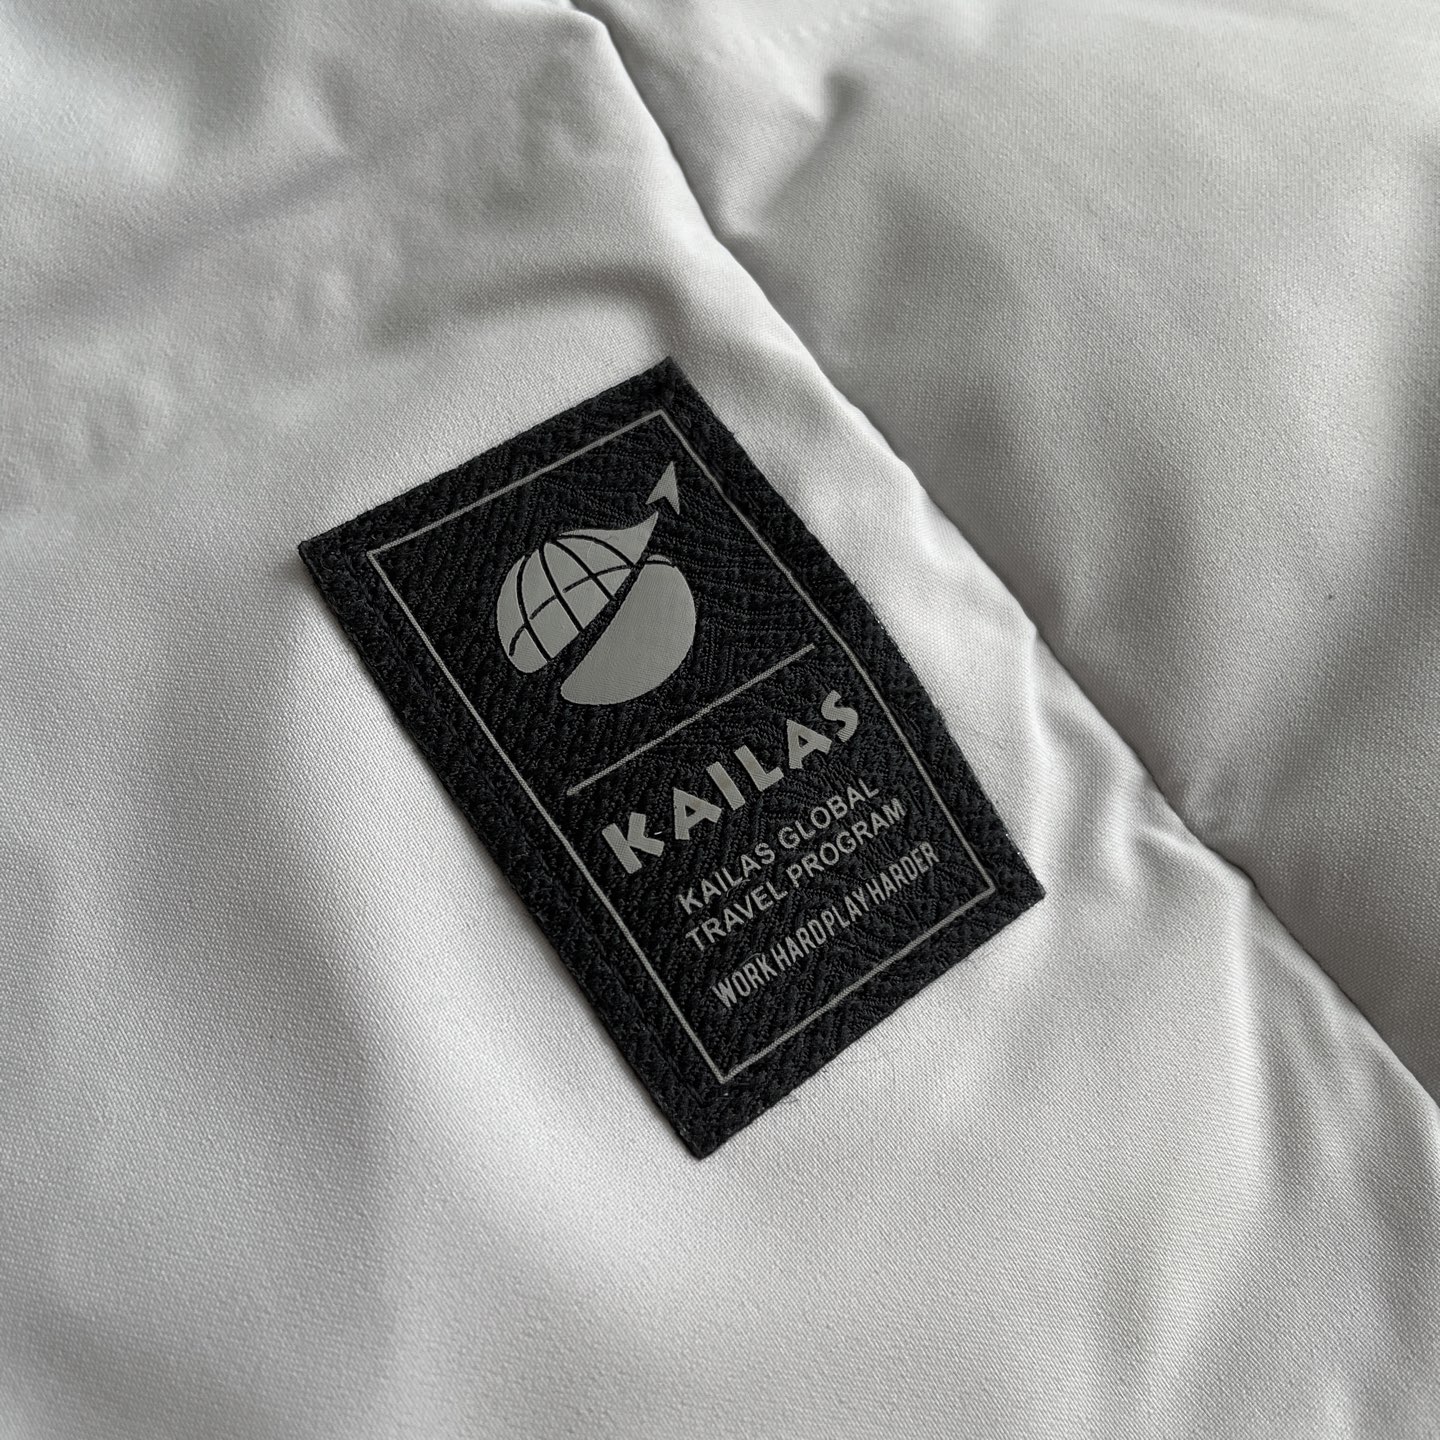 KAILAS
KAILAS GLOBAL
TRAVEL PROGRAM
WORK HARD PLAY HARDER